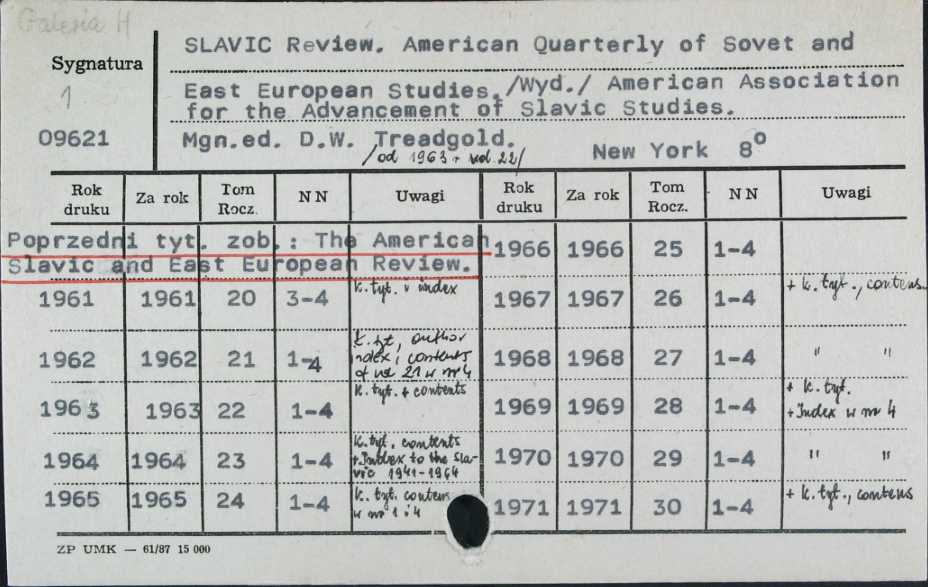 Galeria H
SLAVIC Review. American Quarterly of Sovet and
Sygnatura
East European Studies. /Wyd./ American Association
1
for the Advancement of Slavic Studies.
09621
Mgn.ed. D.W. Treadgold.
/od 1963 + vol 22/
New York 8°
Rok druku Za rok Tom Rocz. NN Uwagi Rok druku Za rok Tom Rocz. NN Uwagi
Poprzedni tyt. zob.: The American
Slavic and East European Review.
1966 1966 25 1-4
1961 1961 20 3-4 k. tyt. i index
1967 1967 26 1-4 + k. tyt., contens
1962 1962 21 1-4 k. tyt, author
index, contents
of vol 21 w nr 4
1968 1968 27 1-4 " "
1963 1963 22 1-4 k. tyt. + contents
1969 1969 28 1-4 + k. tyt.
+ Index w nr 4
1964 1964 23 1-4 k. tyt. contents
+ Index to the Sla-
vic 1941-1964
1970 1970 29 1-4 " "
1965 1965 24 1-4 k. tyt. contens
w nr 1 i 4
1971 1971 30 1-4 + k. tyt., contens
ZP UMK — 61/87 15 000